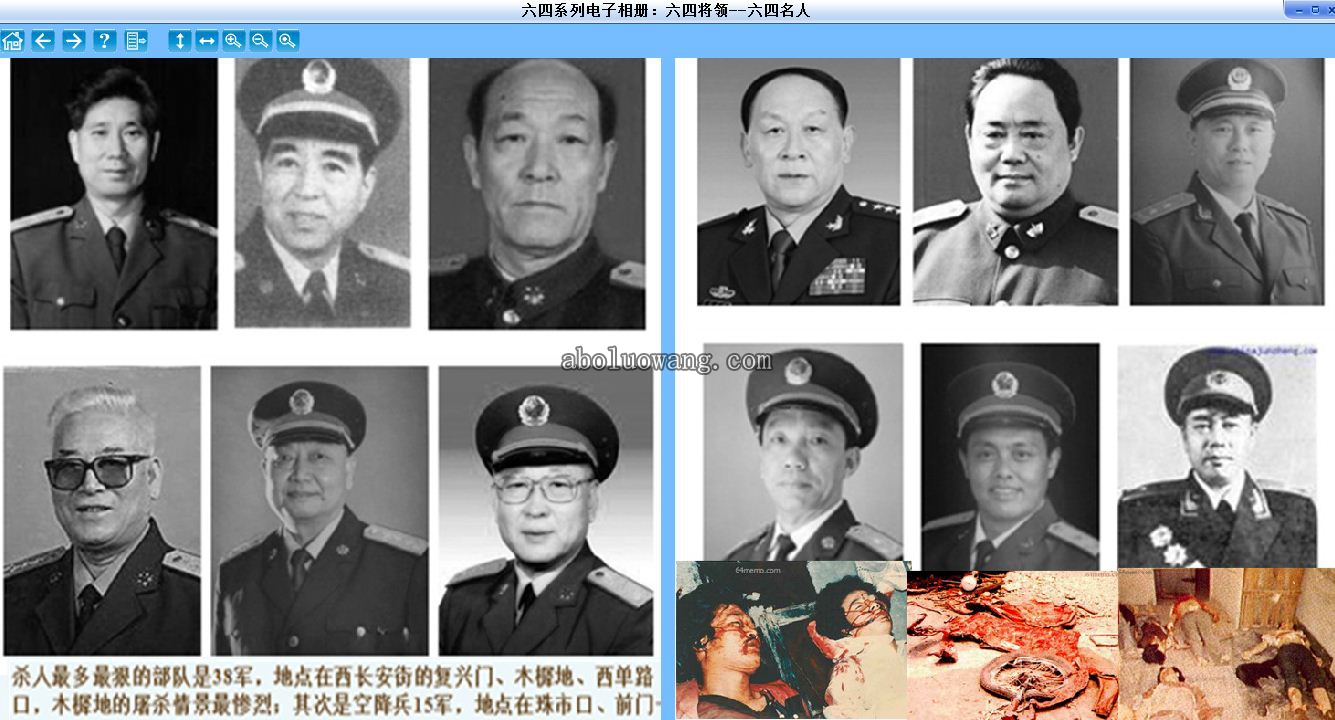 六四系列电子相册：六四将领--六四名人
aboluowang.com
杀人最多最狠的部队是38军，地点在西长安街的复兴门、木樨地、西单路
口，木樨地的屠杀情景最惨烈；其次是空降兵15军，地点在珠市口、前门
64memo.com